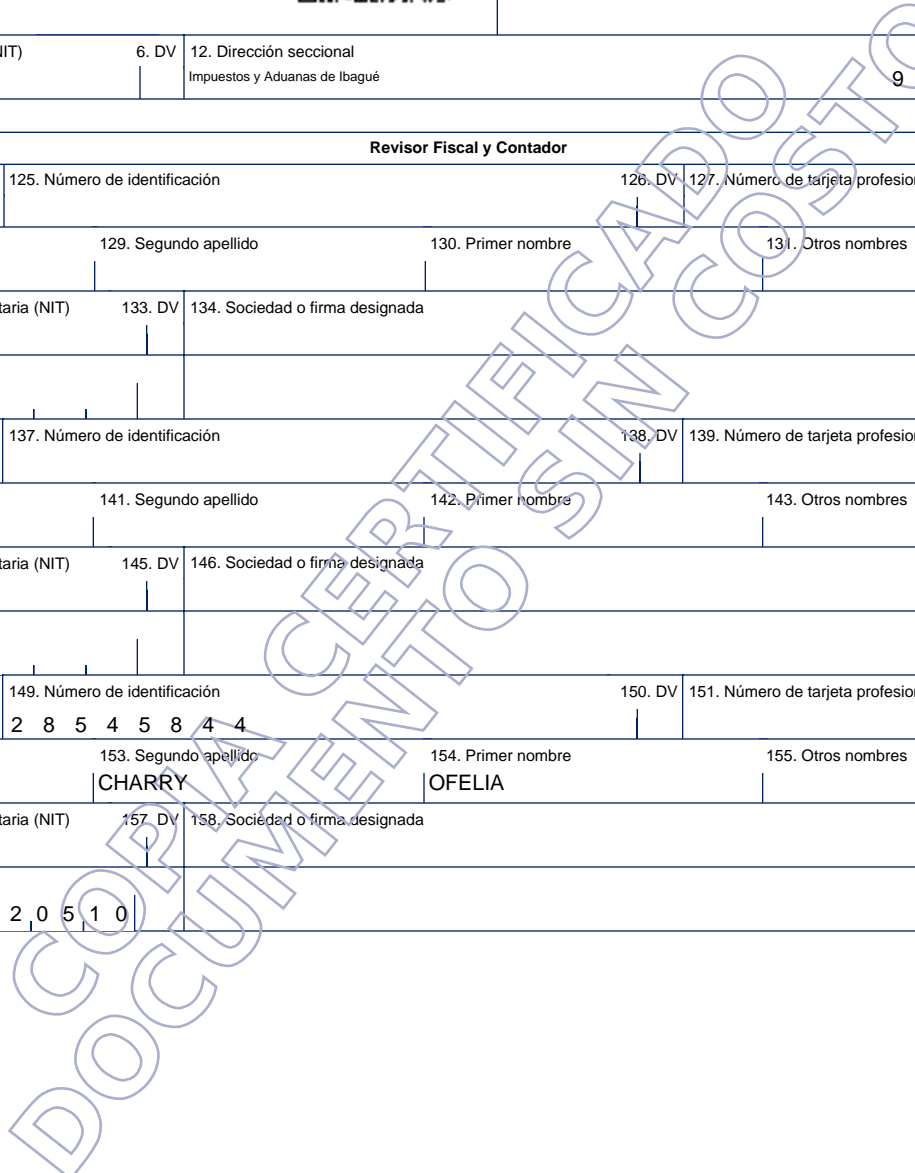 NIT) 6. DV 12. Dirección seccional
Impuestos y Aduanas de Ibagué 9
Revisor Fiscal y Contador
125. Número de identificación 126. DV 127. Número de tarjeta profesion
129. Segundo apellido 130. Primer nombre 131. Otros nombres
taria (NIT) 133. DV 134. Sociedad o firma designada
137. Número de identificación 138. DV 139. Número de tarjeta profesion
141. Segundo apellido 142. Primer nombre 143. Otros nombres
taria (NIT) 145. DV 146. Sociedad o firma designada
149. Número de identificación 150. DV 151. Número de tarjeta profesion
2 8 5 4 5 8 4 4
153. Segundo apellido 154. Primer nombre 155. Otros nombres
CHARRY OFELIA
taria (NIT) 157. DV 158. Sociedad o firma designada
2 0 5 1 0
COPIA CERTIFICADO
DOCUMENTO SIN COSTO